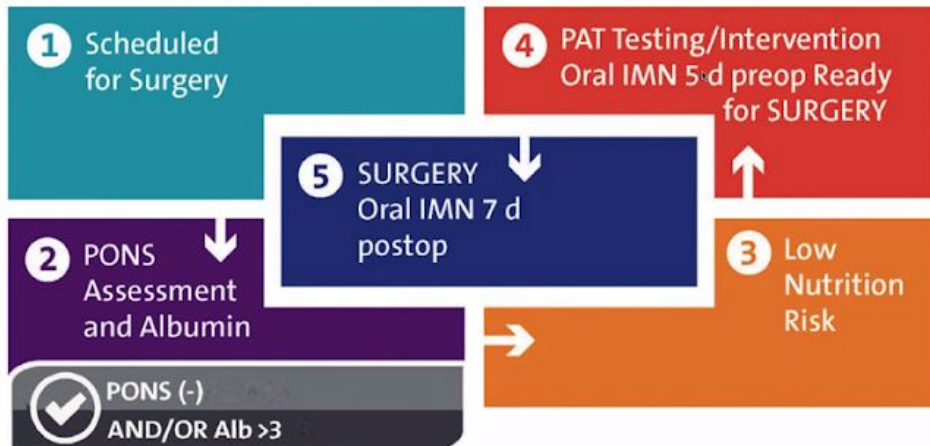 1 Scheduled
for Surgery
2 PONS
Assessment
and Albumin
PONS (-)
AND/OR Alb >3
3 Low
Nutrition
Risk
4 PAT Testing/Intervention
Oral IMN 5 d preop Ready
for SURGERY
5 SURGERY
Oral IMN 7 d
postop